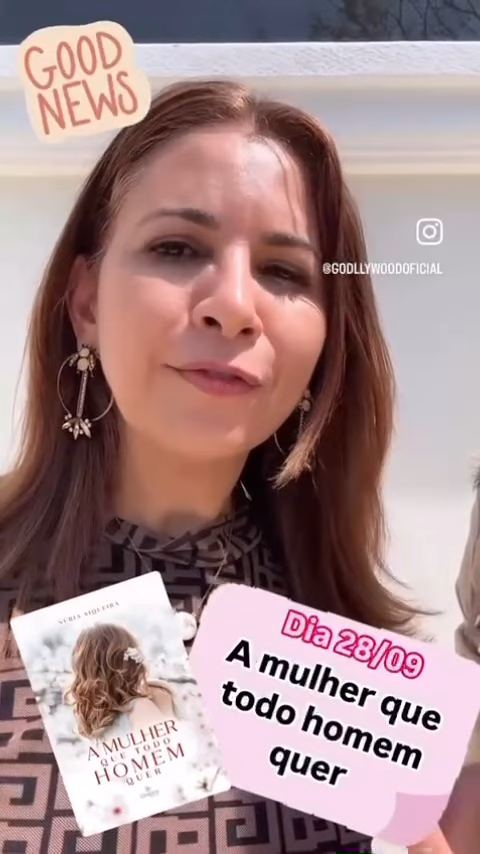 GOOD
NEWS
@GODLLYWOODOFICIAL
Dia 28/09
A mulher que
todo homem
quer
NÚBIA SIQUEIRA
A MULHER
QUE TODO
HOMEM
QUER